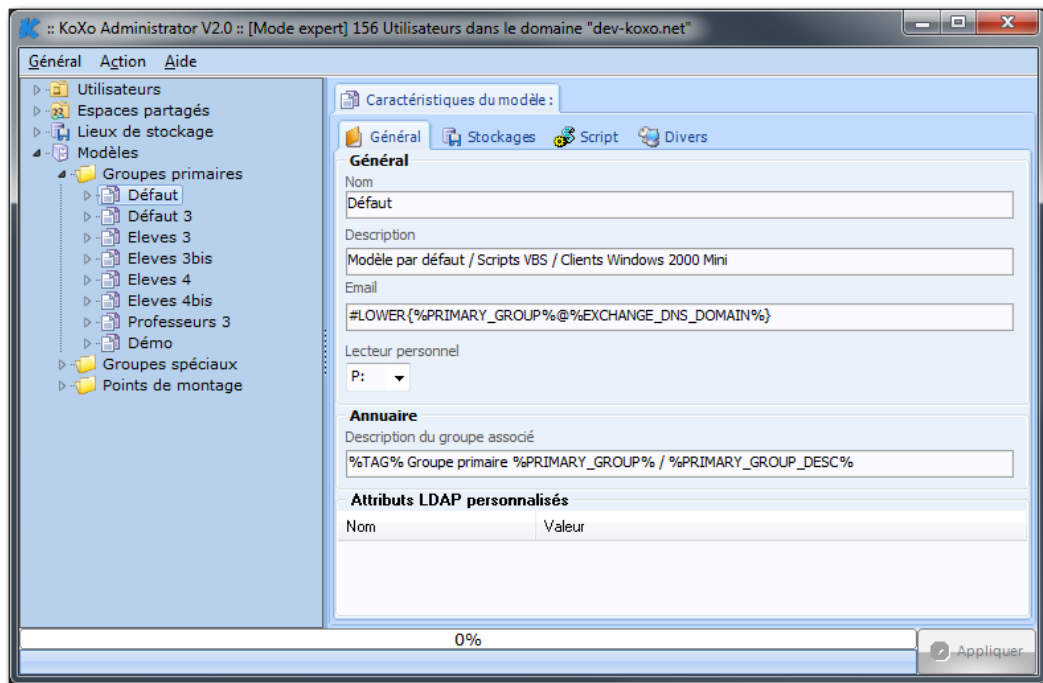 :: KoXo Administrator V2.0 :: [Mode expert] 156 Utilisateurs dans le domaine "dev-koxo.net"
Général Action Aide
Utilisateurs
Espaces partagés
Lieux de stockage
Modèles
Groupes primaires
Défaut
Défaut 3
Eleves 3
Eleves 3bis
Eleves 4
Eleves 4bis
Professeurs 3
Démo
Groupes spéciaux
Points de montage
Caractéristiques du modèle :
Général Stockages Script Divers
Général
Nom
Défaut
Description
Modèle par défaut / Scripts VBS / Clients Windows 2000 Mini
Email
#LOWER{%PRIMARY_GROUP%@%EXCHANGE_DNS_DOMAIN%}
Lecteur personnel
P:
Annuaire
Description du groupe associé
%TAG% Groupe primaire %PRIMARY_GROUP% / %PRIMARY_GROUP_DESC%
Attributs LDAP personnalisés
Nom Valeur
0%
Appliquer